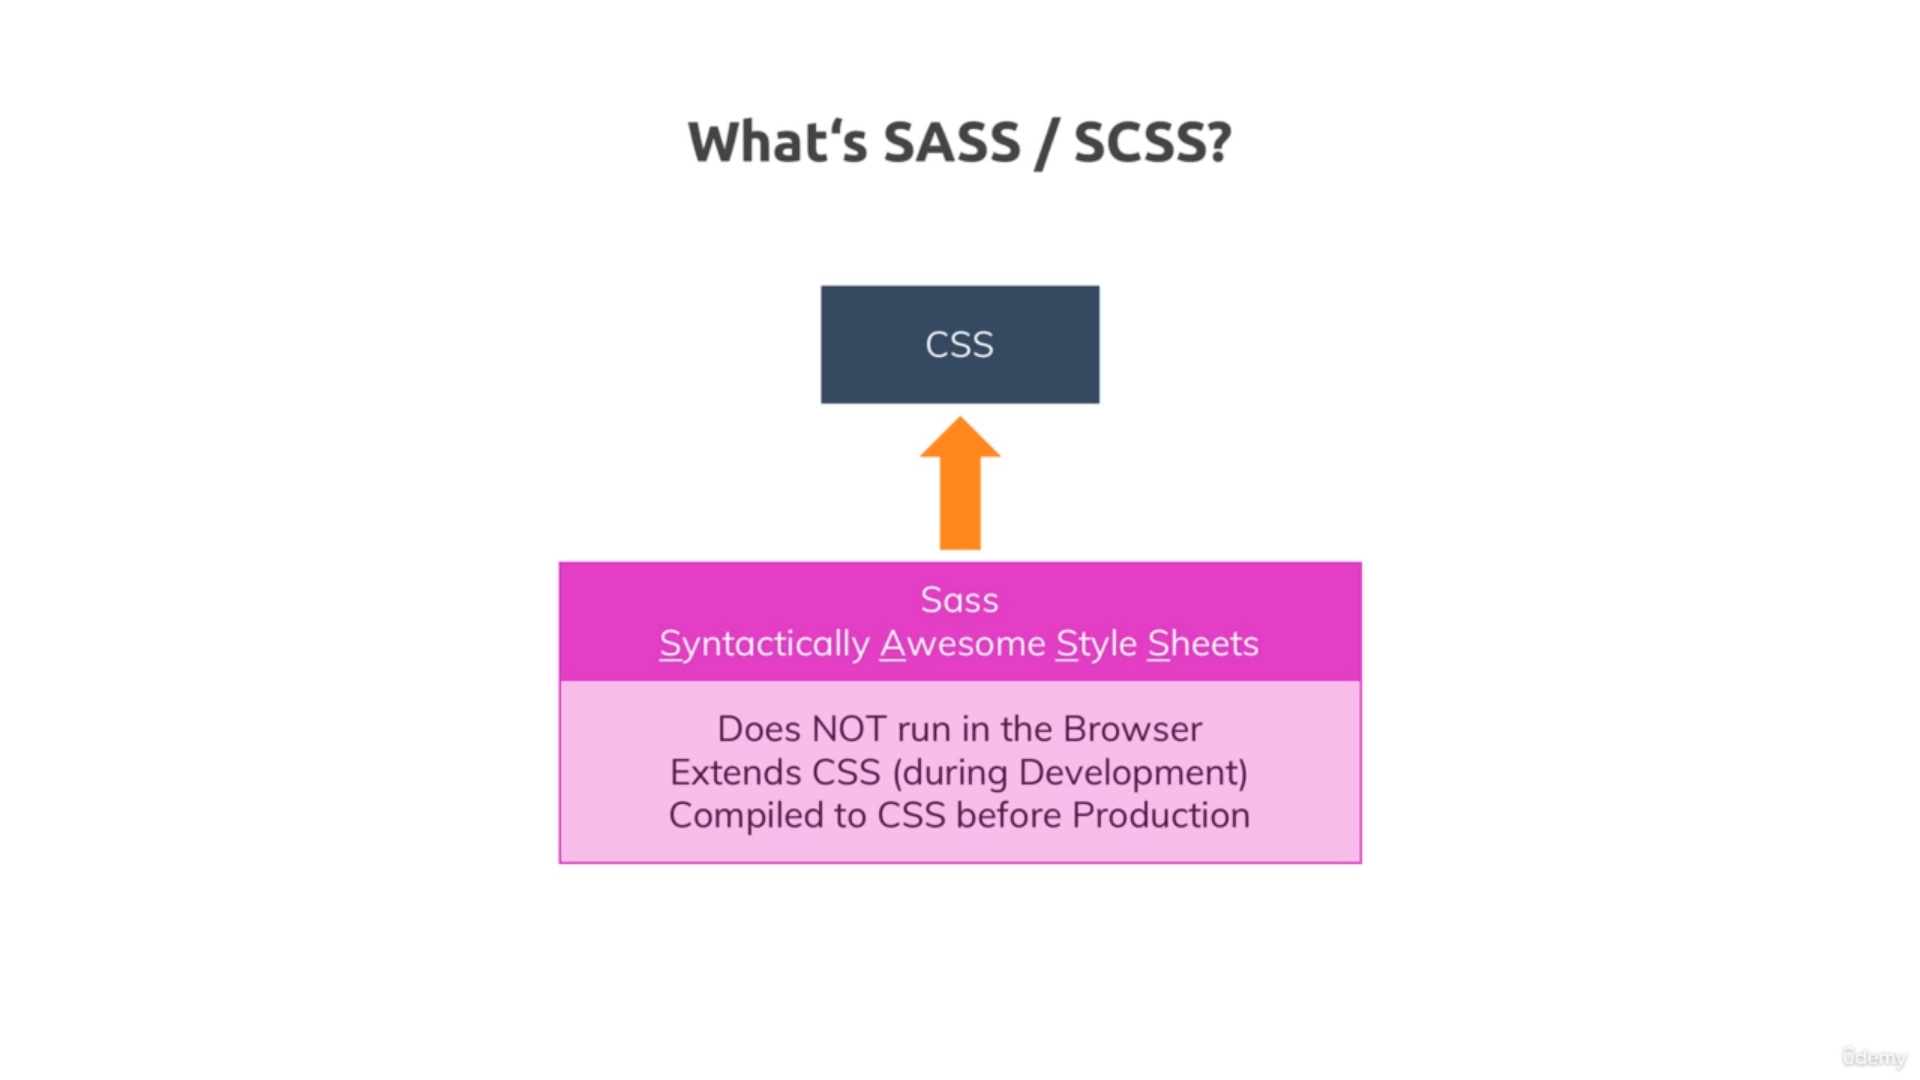 What‘s SASS / SCSS?
CSS
Sass
Syntactically Awesome Style Sheets
Does NOT run in the Browser
Extends CSS (during Development)
Compiled to CSS before Production
ûdemy